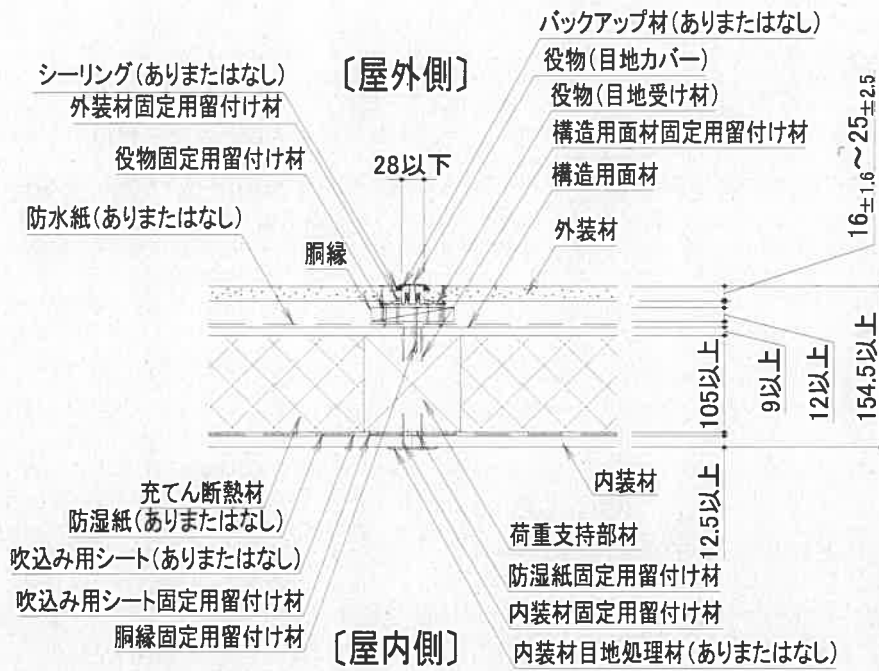 バックアップ材(ありまたはなし)
シーリング(ありまたはなし)
〔屋外側〕
役物(目地カバー)
外装材固定用留付け材
役物(目地受け材)
役物固定用留付け材
28以下
構造用面材固定用留付け材
構造用面材
防水紙(ありまたはなし)
胴縁
外装材
16±1.6~25±2.5
105以上
9以上
12以上
154.5以上
12.5以上
充てん断熱材
内装材
防湿紙(ありまたはなし)
荷重支持部材
吹込み用シート(ありまたはなし)
防湿紙固定用留付け材
吹込み用シート固定用留付け材
内装材固定用留付け材
胴縁固定用留付け材
〔屋内側〕
内装材目地処理材(ありまたはなし)